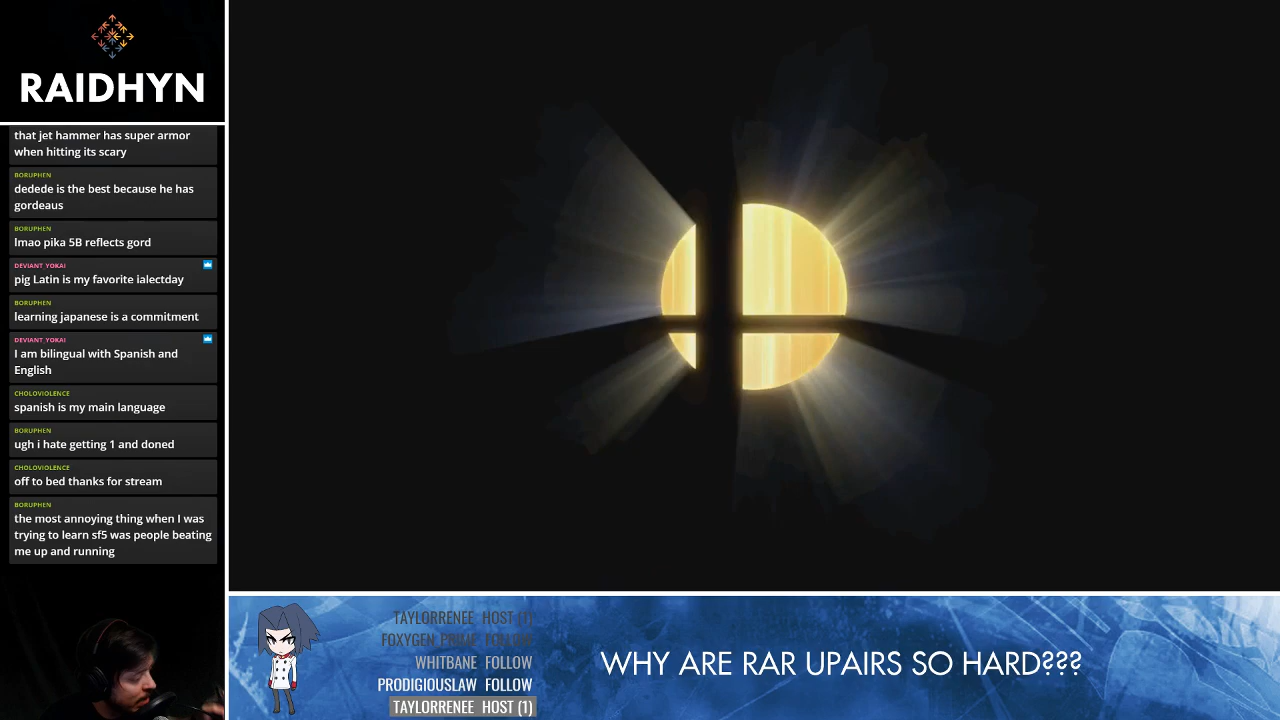 RAIDHYN
that jet hammer has super armor
when hitting its scary
BORUPHEN
dedede is the best because he has
gordeaus
BORUPHEN
lmao pika 5B reflects gord
DEVIANT_YOKAI
pig Latin is my favorite ialectday
BORUPHEN
learning japanese is a commitment
DEVIANT_YOKAI
I am bilingual with Spanish and
English
CHOLOVIOLENCE
spanish is my main language
BORUPHEN
ugh i hate getting 1 and doned
CHOLOVIOLENCE
off to bed thanks for stream
BORUPHEN
the most annoying thing when I was
trying to learn sf5 was people beating
me up and running
TAYLORRENEE HOST (1)
FOXYGEN_PRIME FOLLOW
WHITBANE FOLLOW
PRODIGIOUSLAW FOLLOW
TAYLORRENEE HOST (1)
WHY ARE RAR UPAIRS SO HARD???